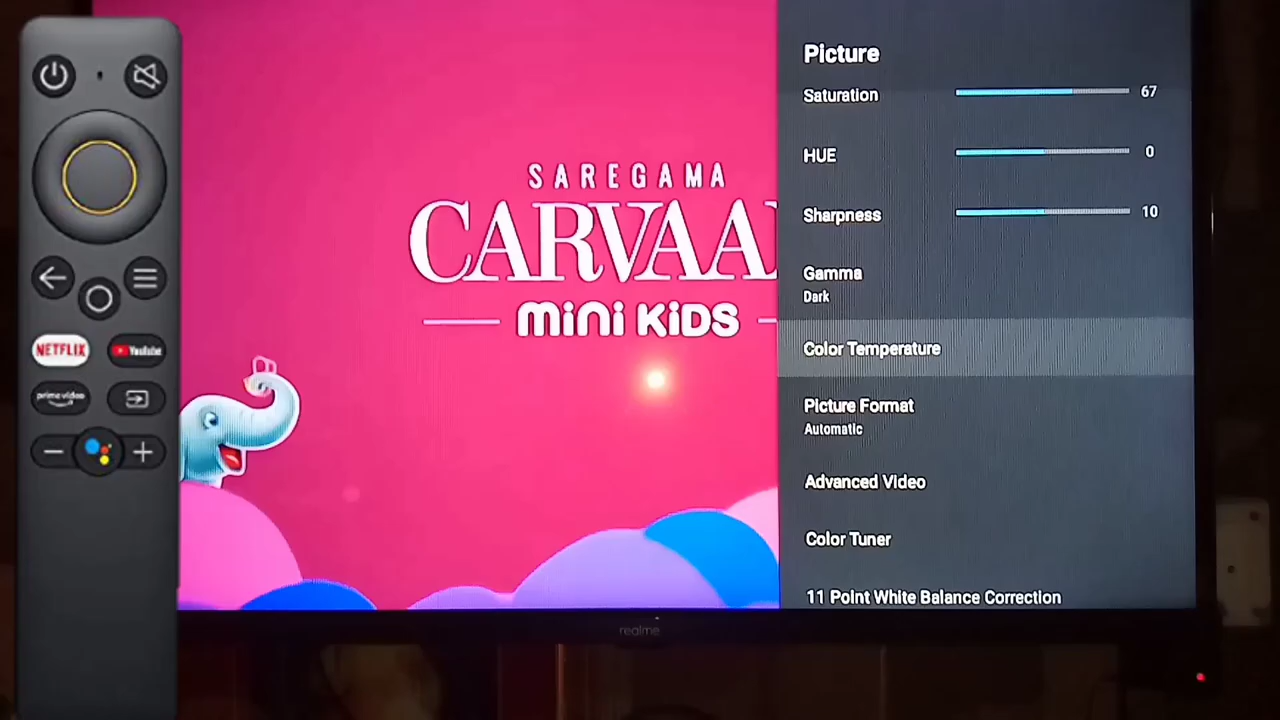 NETFLIX
YouTube
prime video
SAREGAMA
CARVAA
MiNi KiDS
Picture
Saturation 67
HUE 0
Sharpness 10
Gamma
Dark
Color Temperature
Picture Format
Automatic
Advanced Video
Color Tuner
11 Point White Balance Correction
realme